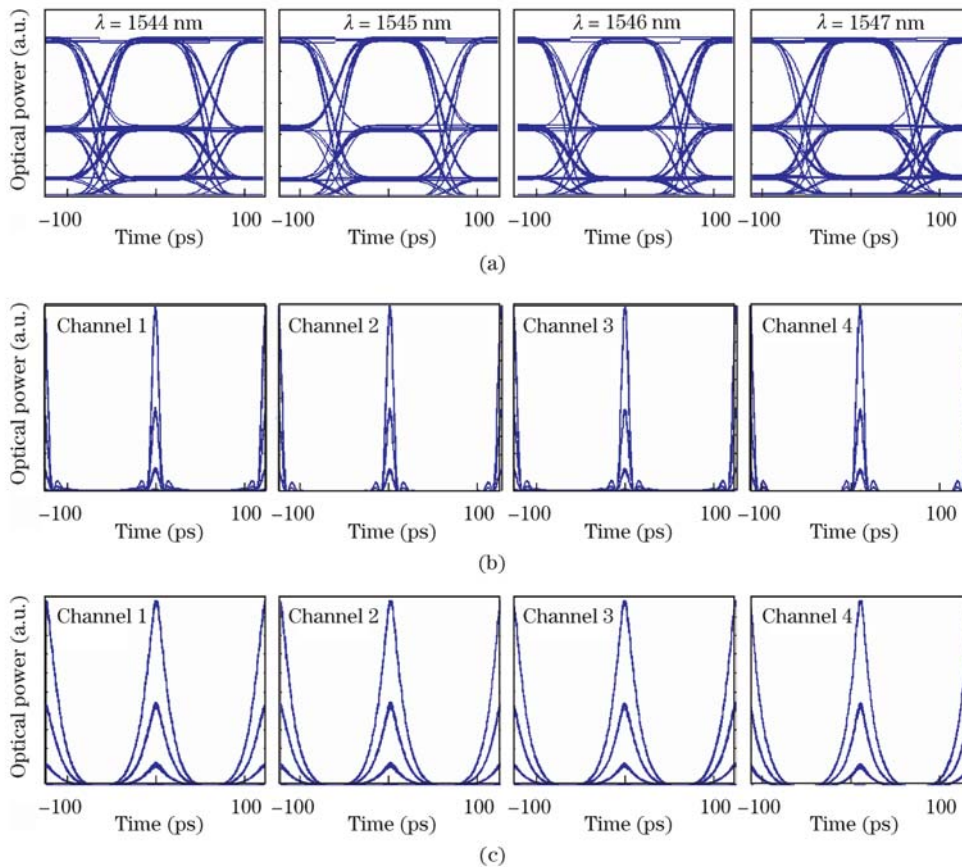 λ = 1544 nm λ = 1545 nm λ = 1546 nm λ = 1547 nm
Optical power (a.u.)
−100 100 −100 100 −100 100 −100 100
Time (ps) Time (ps) Time (ps) Time (ps)
(a)
Channel 1 Channel 2 Channel 3 Channel 4
Optical power (a.u.)
−100 100 −100 100 −100 100 −100 100
Time (ps) Time (ps) Time (ps) Time (ps)
(b)
Channel 1 Channel 2 Channel 3 Channel 4
Optical power (a.u.)
−100 100 −100 100 −100 100 −100 100
Time (ps) Time (ps) Time (ps) Time (ps)
(c)